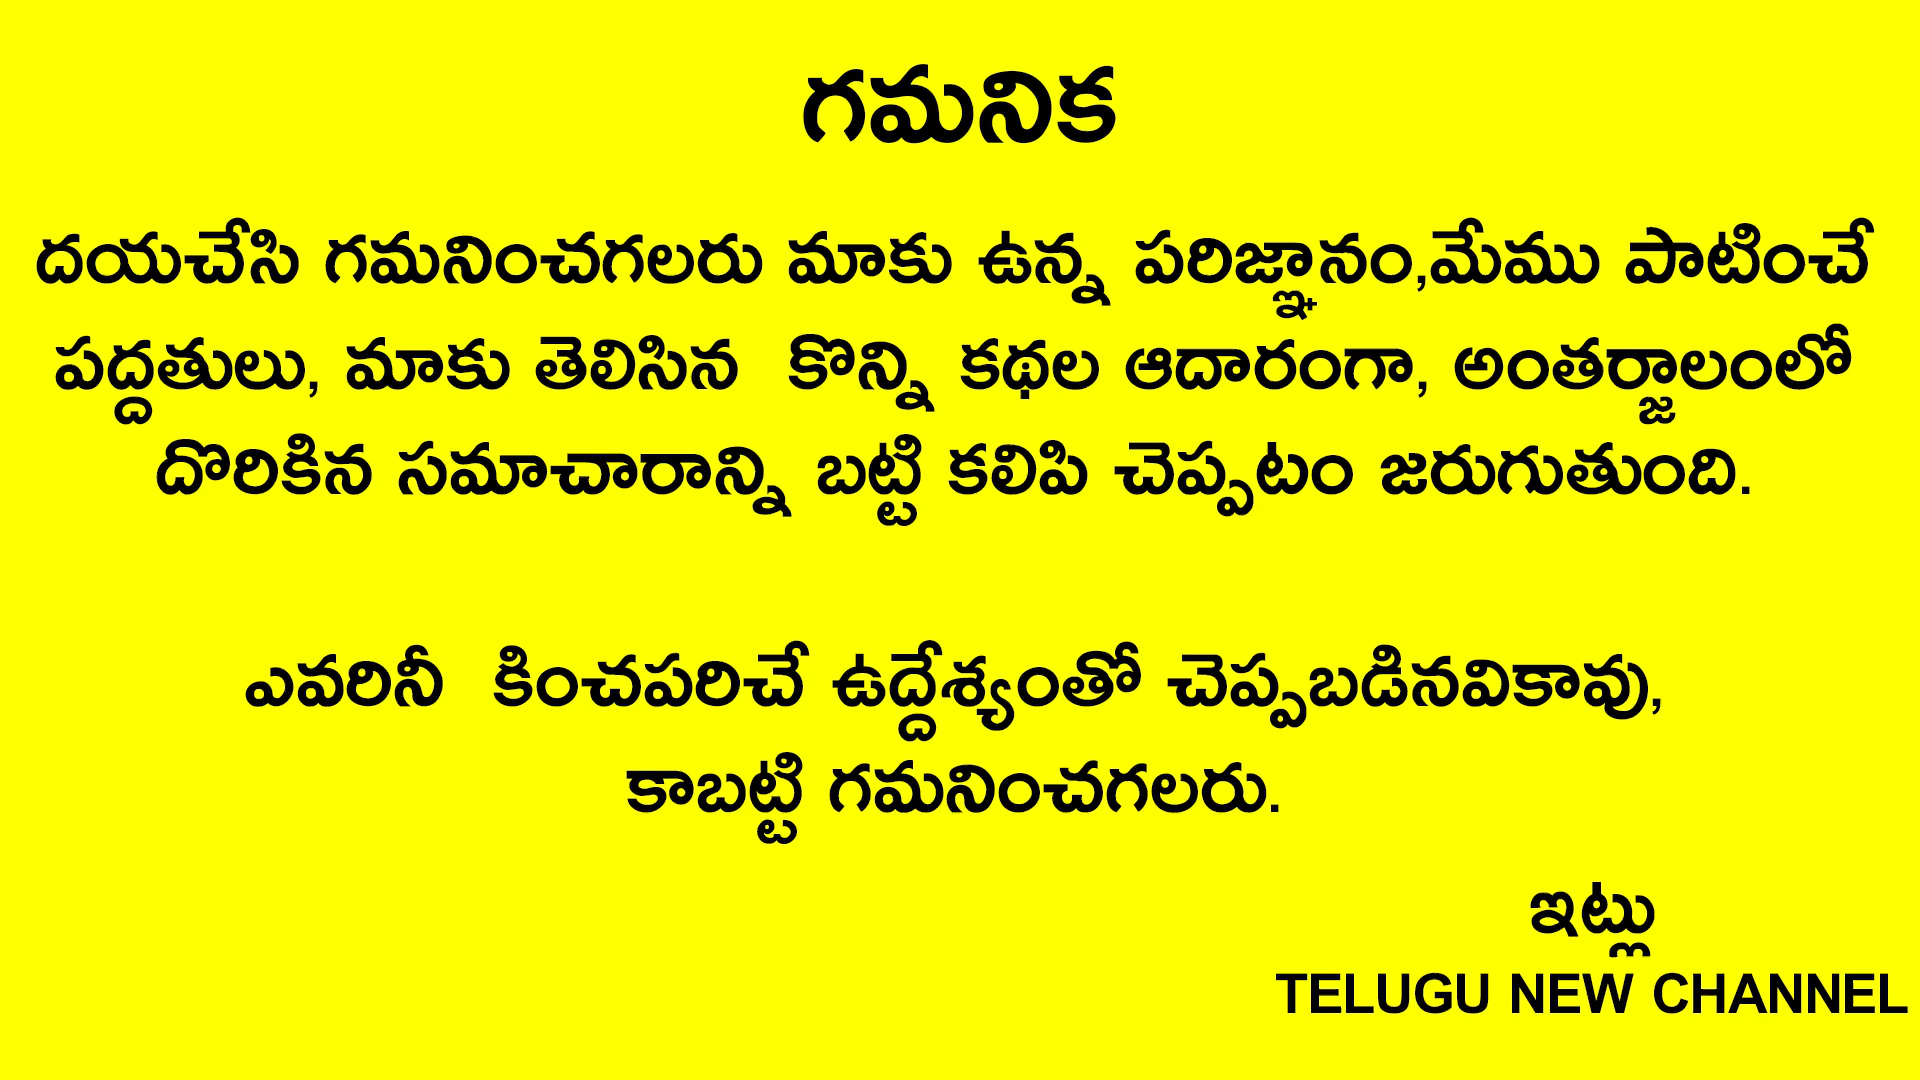 గమనిక
దయచేసి గమనించగలరు మాకు ఉన్న పరిజ్ఞానం,మేము పాటించే
పద్దతులు, మాకు తెలిసిన కొన్ని కథల ఆదారంగా, అంతర్జాలంలో
దొరికిన సమాచారాన్ని బట్టి కలిపి చెప్పటం జరుగుతుంది.
ఎవరినీ కించపరిచే ఉద్దేశ్యంతో చెప్పబడినవికావు,
కాబట్టి గమనించగలరు.
ఇట్లు
TELUGU NEW CHANNEL